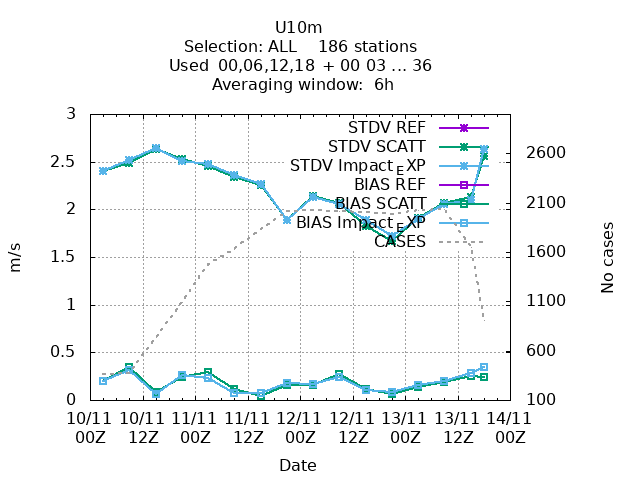 U10m
Selection: ALL 186 stations
Used 00,06,12,18 + 00 03 ... 36
Averaging window: 6h
3
2.5
2
1.5
1
0.5
0
m/s
STDV REF
STDV SCATT
STDV Impact_EXP
BIAS REF
BIAS SCATT
BIAS Impact_EXP
CASES
2600
2100
1600
1100
600
100
No cases
10/11 10/11 11/11 11/11 12/11 12/11 13/11 13/11 14/11
00Z 12Z 00Z 12Z 00Z 12Z 00Z 12Z 00Z
Date